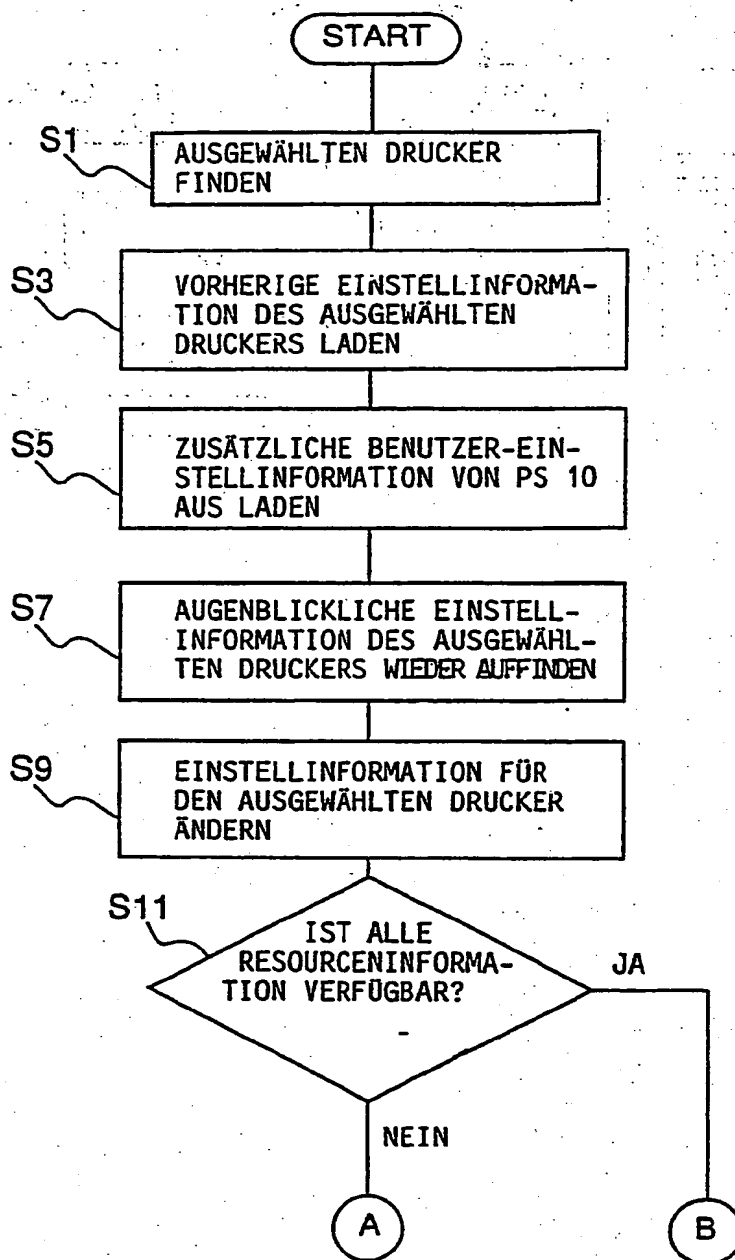 START
S1
AUSGEWÄHLTEN DRUCKER
FINDEN
S3
VORHERIGE EINSTELLINFORMA-
TION DES AUSGEWÄHLTEN
DRUCKERS LADEN
S5
ZUSÄTZLICHE BENUTZER-EIN-
STELLINFORMATION VON PS 10
AUS LADEN
S7
AUGENBLICKLICHE EINSTELL-
INFORMATION DES AUSGEWÄHL-
TEN DRUCKERS WIEDER AUFFINDEN
S9
EINSTELLINFORMATION FÜR
DEN AUSGEWÄHLTEN DRUCKER
ÄNDERN
S11
IST ALLE
RESOURCENINFORMA-
TION VERFÜGBAR?
JA
NEIN
A
B